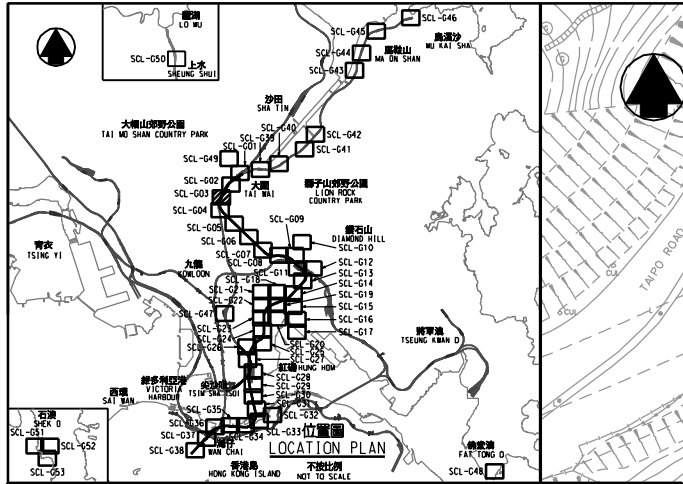 羅湖
LO WU
SCL-G50
上水
SHEUNG SHUI
SCL-G46
SCL-G45
烏溪沙
WU KAI SHA
SCL-G44
馬鞍山
MA ON SHAN
SCL-G43
沙田
SHA TIN
大帽山郊野公園
TAI MO SHAN COUNTRY PARK
SCL-G40
SCL-G39
SCL-G01
SCL-G42
SCL-G41
SCL-G49
SCL-G02
大圍
TAI WAI
SCL-G03
獅子山郊野公園
LION ROCK
COUNTRY PARK
SCL-G04
SCL-G05
SCL-G06
SCL-G07
SCL-G08
SCL-G09
鑽石山
DIAMOND HILL
SCL-G10
SCL-G11
SCL-G12
SCL-G13
SCL-G14
SCL-G18
SCL-G19
SCL-G21
SCL-G22
SCL-G15
SCL-G16
SCL-G17
青衣
TSING YI
九龍
KOWLOON
SCL-G47
SCL-G23
SCL-G24
SCL-G26
SCL-G20
SCL-G27
將軍澳
TSEUNG KWAN O
紅磡
HUNG HOM
SCL-G28
SCL-G29
SCL-G30
SCL-G31
SCL-G32
西環
SAI WAN
維多利亞港
VICTORIA
HARBOUR
尖沙咀
TSIM SHA TSUI
SCL-G35
SCL-G36
SCL-G37
SCL-G38
SCL-G34
SCL-G33
灣仔
WAN CHAI
香港島
HONG KONG ISLAND
位置圖
LOCATION PLAN
不按比例
NOT TO SCALE
石澳
SHEK O
SCL-G51
SCL-G52
SCL-G53
FAT TONG O
SCL-G48
TAIPO ROAD
CUL
CUL